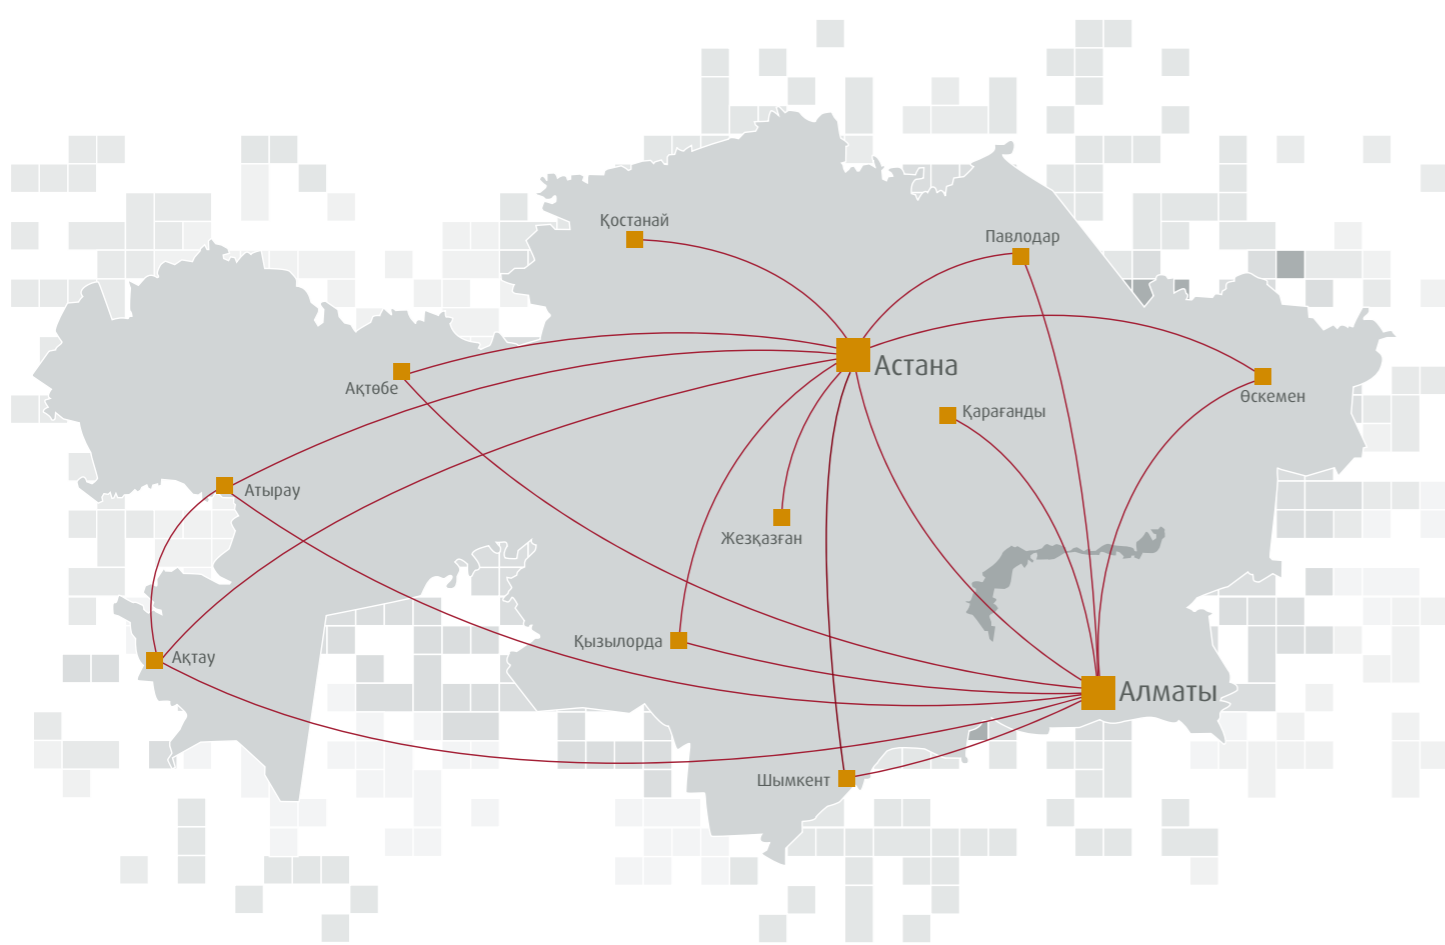 Қостанай
Павлодар
Астана
Ақтөбе
Өскемен
Қарағанды
Атырау
Жезқазған
Қызылорда
Ақтау
Алматы
Шымкент